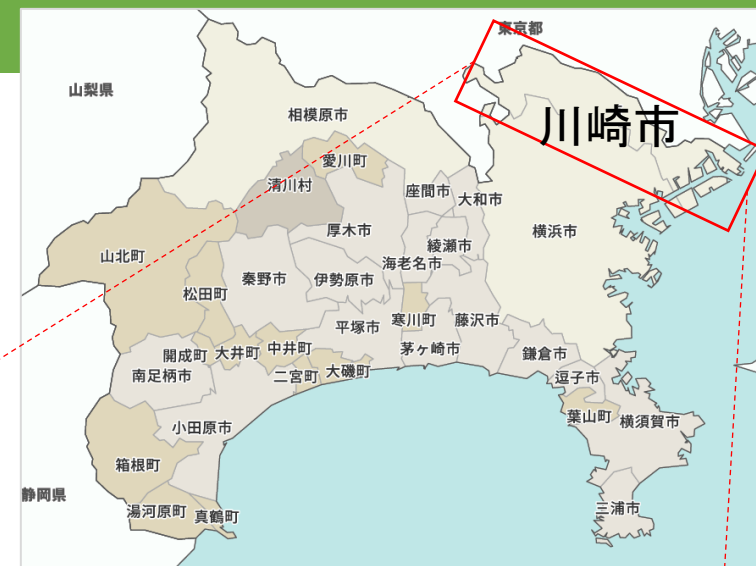 東京都
山梨県
相模原市
川崎市
愛川町
清川村
座間市
大和市
厚木市
横浜市
綾瀬市
山北町
海老名市
秦野市
伊勢原市
松田町
寒川町
藤沢市
平塚市
中井町
茅ヶ崎市
開成町
大井町
鎌倉市
南足柄市
二宮町
大磯町
逗子市
葉山町
横須賀市
小田原市
箱根町
静岡県
三浦市
湯河原町
真鶴町